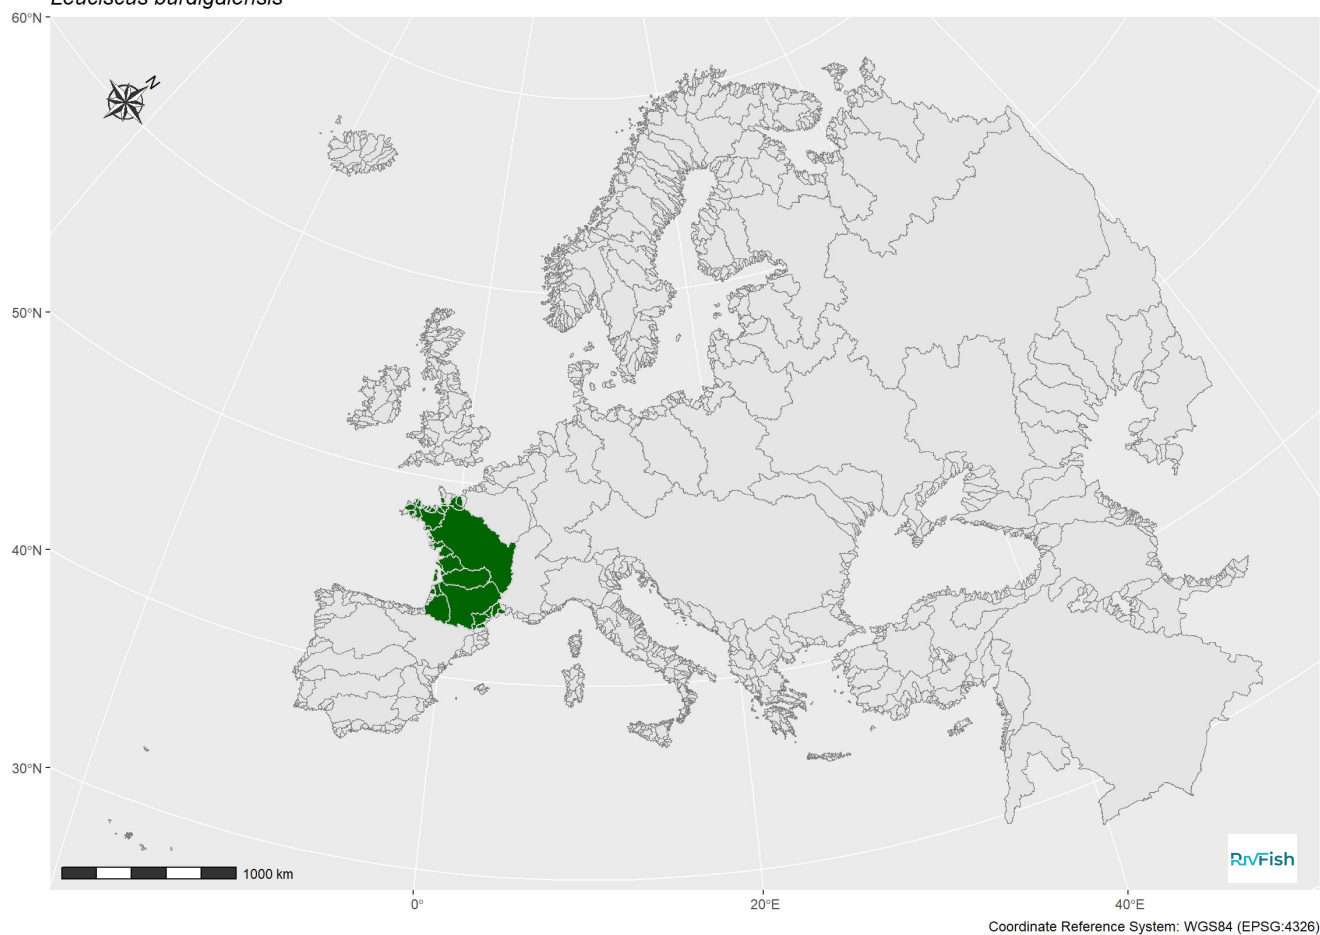 Leuciscus burdigalensis
60°N
N
50°N
40°N
30°N
1000 km
RivFish
0°
20°E
40°E
Coordinate Reference System: WGS84 (EPSG:4326)